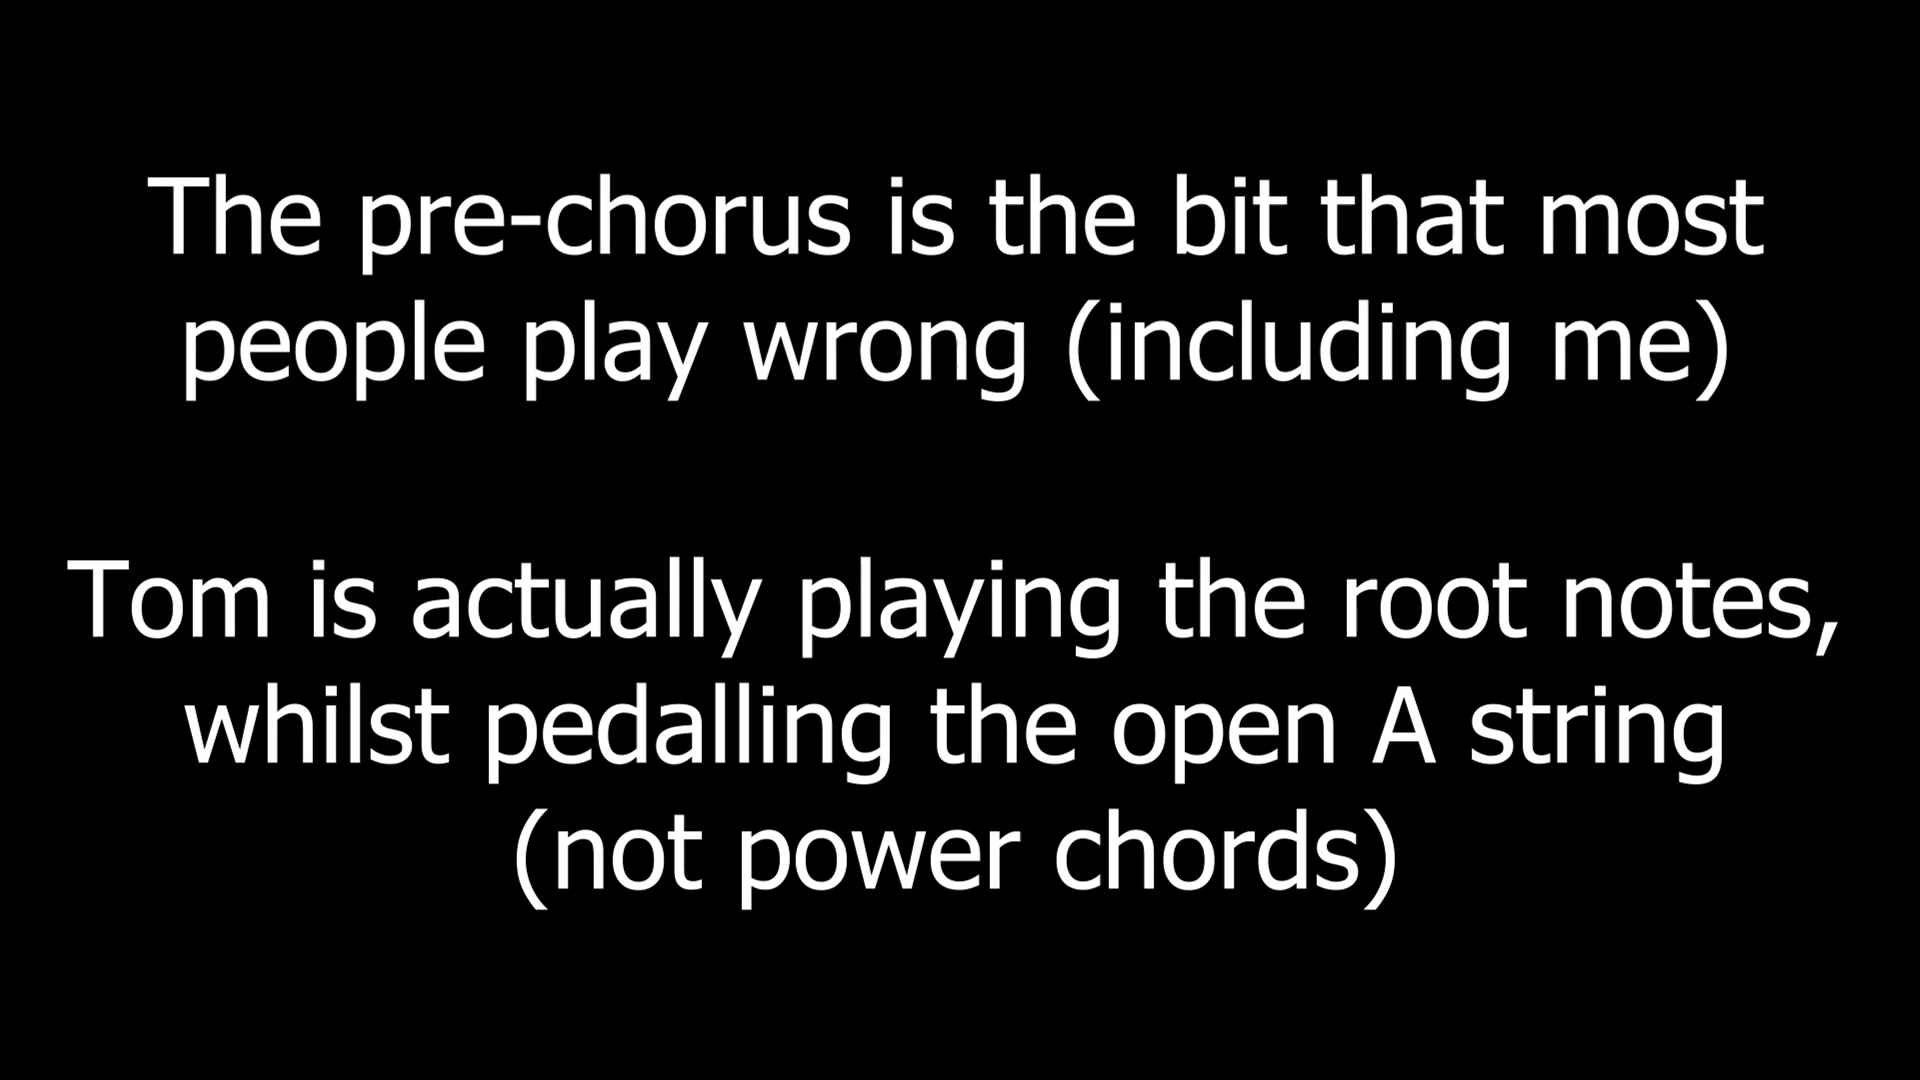 The pre-chorus is the bit that most
people play wrong (including me)
Tom is actually playing the root notes,
whilst pedalling the open A string
(not power chords)